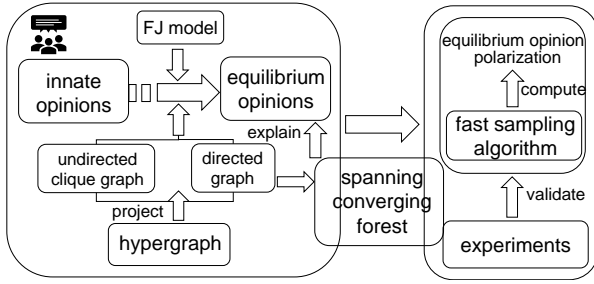 FJ model
innate
opinions
equilibrium
opinions
explain
undirected
clique graph
directed
graph
project
hypergraph
spanning
converging
forest
equilibrium opinion
polarization
compute
fast sampling
algorithm
validate
experiments